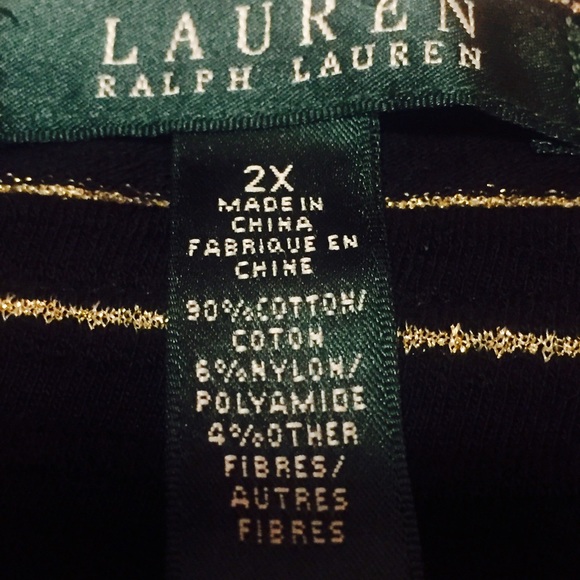 LAUREN
RALPH LAUREN
2X
MADE IN
CHINA
FABRIQUE EN
CHINE
90%COTTON/
COTON
6%NYLON/
POLYAMIDE
4%OTHER
FIBRES/
AUTRES
FIBRES